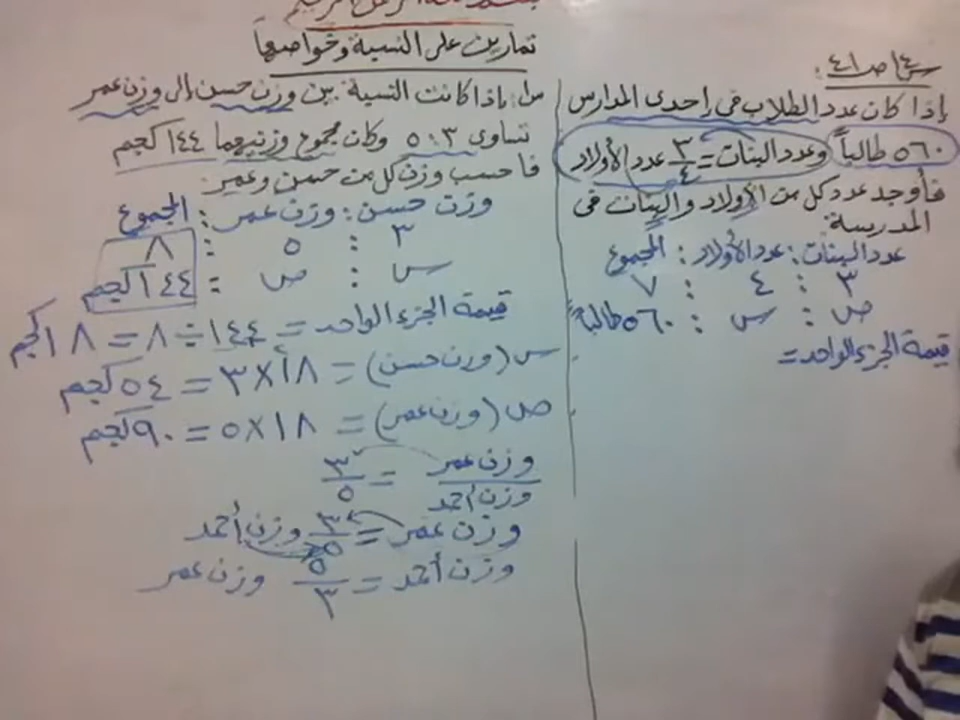 بسم الله الرحمن الرحيم
تمارين على النسبة وخواصها
س٤ ص ٤١ :
إذا كان عدد الطلاب في إحدى المدارس
٥٦٠ طالباً وعدد البنات = ٣/٤ عدد الأولاد
فأوجد عدد كل من الأولاد والبنات في
المدرسة
عدد البنات : عدد الأولاد : المجموع
٣ : ٤ : ٧
ص : س : ٥٦٠ طالباً
قيمة الجزء الواحد =
س١: إذا كانت النسبة بين وزن حسن إلى وزن عمر
تساوى ٣ : ٥ وكان مجموع وزنيهما ١٤٤ كجم
فاحسب وزن كل من حسن وعمر
وزن حسن : وزن عمر : المجموع
٣ : ٥ : ٨
س : ص : ١٤٤ كجم
قيمة الجزء الواحد = ١٤٤ ÷ ٨ = ١٨ كجم
س (وزن حسن) = ١٨ × ٣ = ٥٤ كجم
ص (وزن عمر) = ١٨ × ٥ = ٩٠ كجم
وزن عمر / وزن أحمد = ٣/٥
وزن عمر = ٣/٥ وزن أحمد
وزن أحمد = ٥/٣ وزن عمر